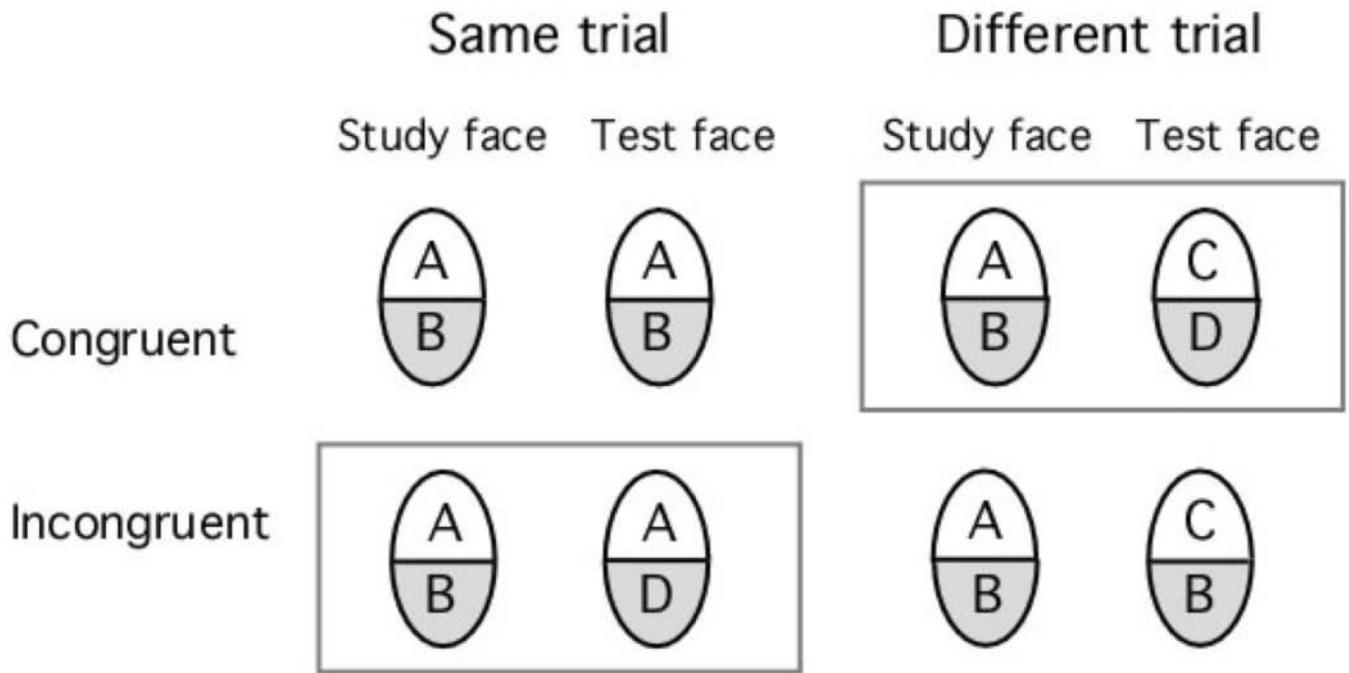 Same trial Different trial
Study face Test face Study face Test face
A A A C
B B B D
Congruent
Incongruent
A A A C
B D B B